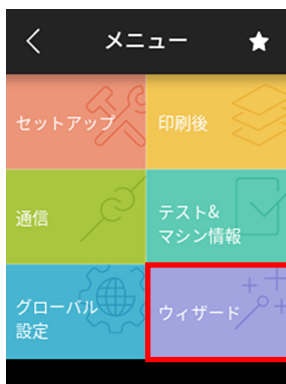 メニュー
セットアップ
印刷後
通信
テスト&
マシン情報
グローバル
設定
ウィザード